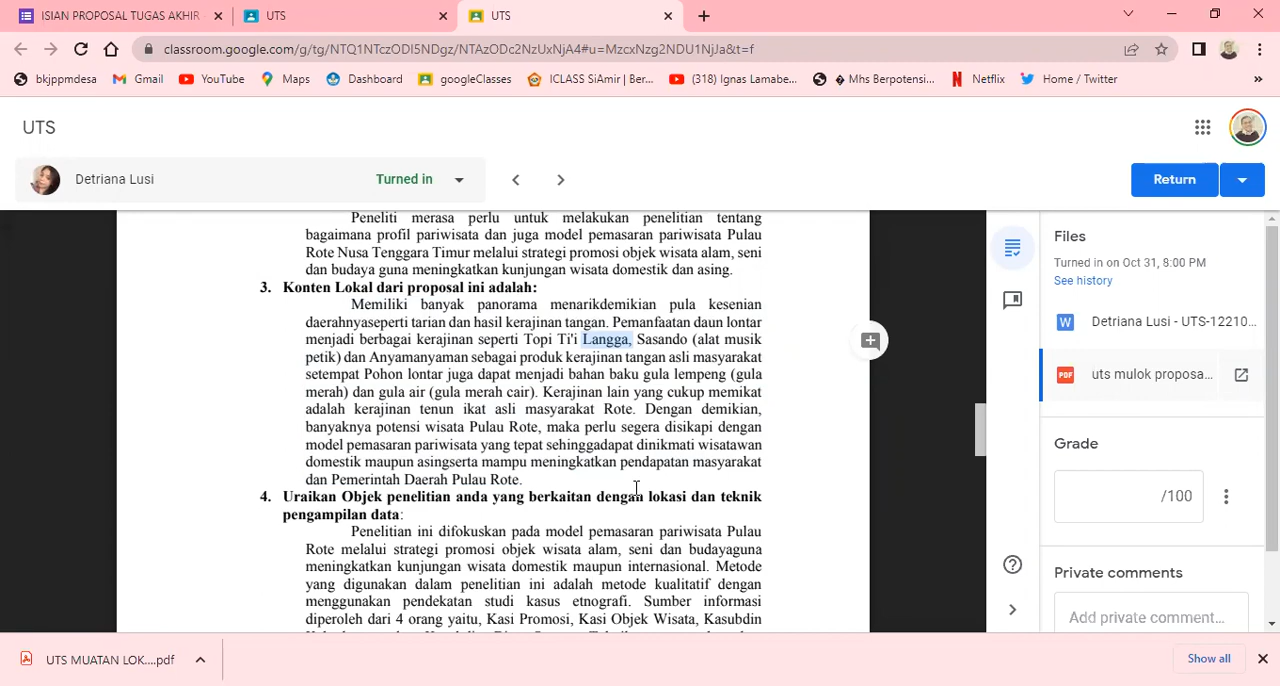 ISIAN PROPOSAL TUGAS AKHIR
UTS
UTS
classroom.google.com/g/tg/NTQ1NTczODI5NDgz/NTAzODc2NzUxNjA4#u=MzcxNzg2NDU1NjJa&t=f
bkjppmdesa
Gmail
YouTube
Maps
Dashboard
googleClasses
ICLASS SiAmir | Ber...
(318) Ignas Lamabe...
� Mhs Berpotensi...
Netflix
Home / Twitter
»
UTS
Detriana Lusi
Turned in
Return
Peneliti merasa perlu untuk melakukan penelitian tentang
bagaimana profil pariwisata dan juga model pemasaran pariwisata Pulau
Rote Nusa Tenggara Timur melalui strategi promosi objek wisata alam, seni
dan budaya guna meningkatkan kunjungan wisata domestik dan asing.
3. Konten Lokal dari proposal ini adalah:
Memiliki banyak panorama menarikdemikian pula kesenian
daerahnyaseperti tarian dan hasil kerajinan tangan. Pemanfaatan daun lontar
menjadi berbagai kerajinan seperti Topi Ti'i Langga, Sasando (alat musik
petik) dan Anyamanyaman sebagai produk kerajinan tangan asli masyarakat
setempat Pohon lontar juga dapat menjadi bahan baku gula lempeng (gula
merah) dan gula air (gula merah cair). Kerajinan lain yang cukup memikat
adalah kerajinan tenun ikat asli masyarakat Rote. Dengan demikian,
banyaknya potensi wisata Pulau Rote, maka perlu segera disikapi dengan
model pemasaran pariwisata yang tepat sehinggadapat dinikmati wisatawan
domestik maupun asingserta mampu meningkatkan pendapatan masyarakat
dan Pemerintah Daerah Pulau Rote.
4. Uraikan Objek penelitian anda yang berkaitan dengan lokasi dan teknik
pengampilan data:
Penelitian ini difokuskan pada model pemasaran pariwisata Pulau
Rote melalui strategi promosi objek wisata alam, seni dan budayaguna
meningkatkan kunjungan wisata domestik maupun internasional. Metode
yang digunakan dalam penelitian ini adalah metode kualitatif dengan
menggunakan pendekatan studi kasus etnografi. Sumber informasi
diperoleh dari 4 orang yaitu, Kasi Promosi, Kasi Objek Wisata, Kasubdin
Files
Turned in on Oct 31, 8:00 PM
See history
Detriana Lusi - UTS-12210...
PDF uts mulok proposa...
Grade
/100
Private comments
Add private comment...
UTS MUATAN LOK....pdf
Show all